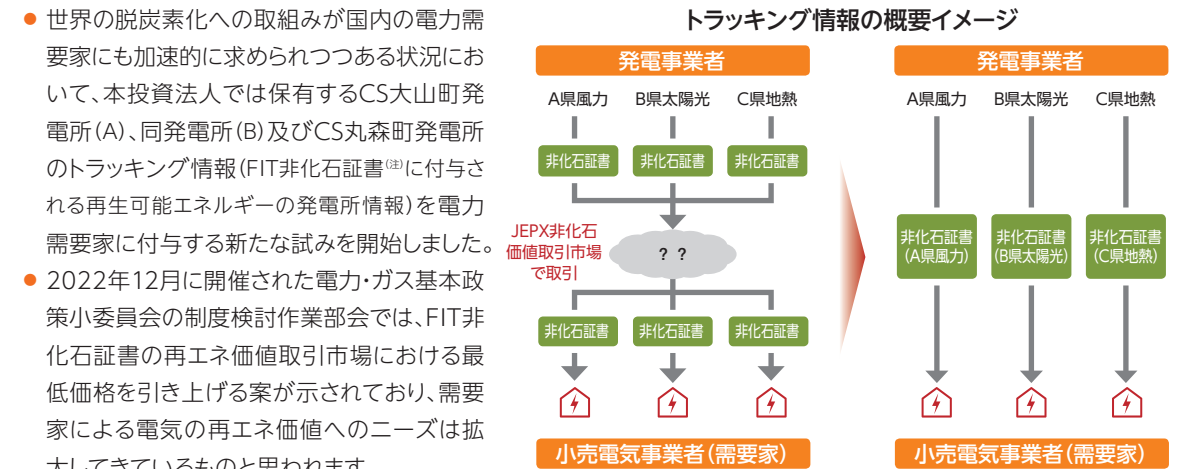 ● 世界の脱炭素化への取組みが国内の電力需
要家にも加速的に求められつつある状況にお
いて、本投資法人では保有するCS大山町発
電所(A)、同発電所(B)及びCS丸森町発電所
のトラッキング情報(FIT非化石証書(注)に付与さ
れる再生可能エネルギーの発電所情報)を電力
需要家に付与する新たな試みを開始しました。
● 2022年12月に開催された電力・ガス基本政
策小委員会の制度検討作業部会では、FIT非
化石証書の再エネ価値取引市場における最
低価格を引き上げる案が示されており、需要
家による電気の再エネ価値へのニーズは拡
大してきているものと思われます。
トラッキング情報の概要イメージ
発電事業者
A県風力 B県太陽光 C県地熱
非化石証書 非化石証書 非化石証書
JEPX非化石
価値取引市場
で取引
? ?
非化石証書 非化石証書 非化石証書
小売電気事業者(需要家)
発電事業者
A県風力 B県太陽光 C県地熱
非化石証書 非化石証書 非化石証書
(A県風力) (B県太陽光) (C県地熱)
小売電気事業者(需要家)